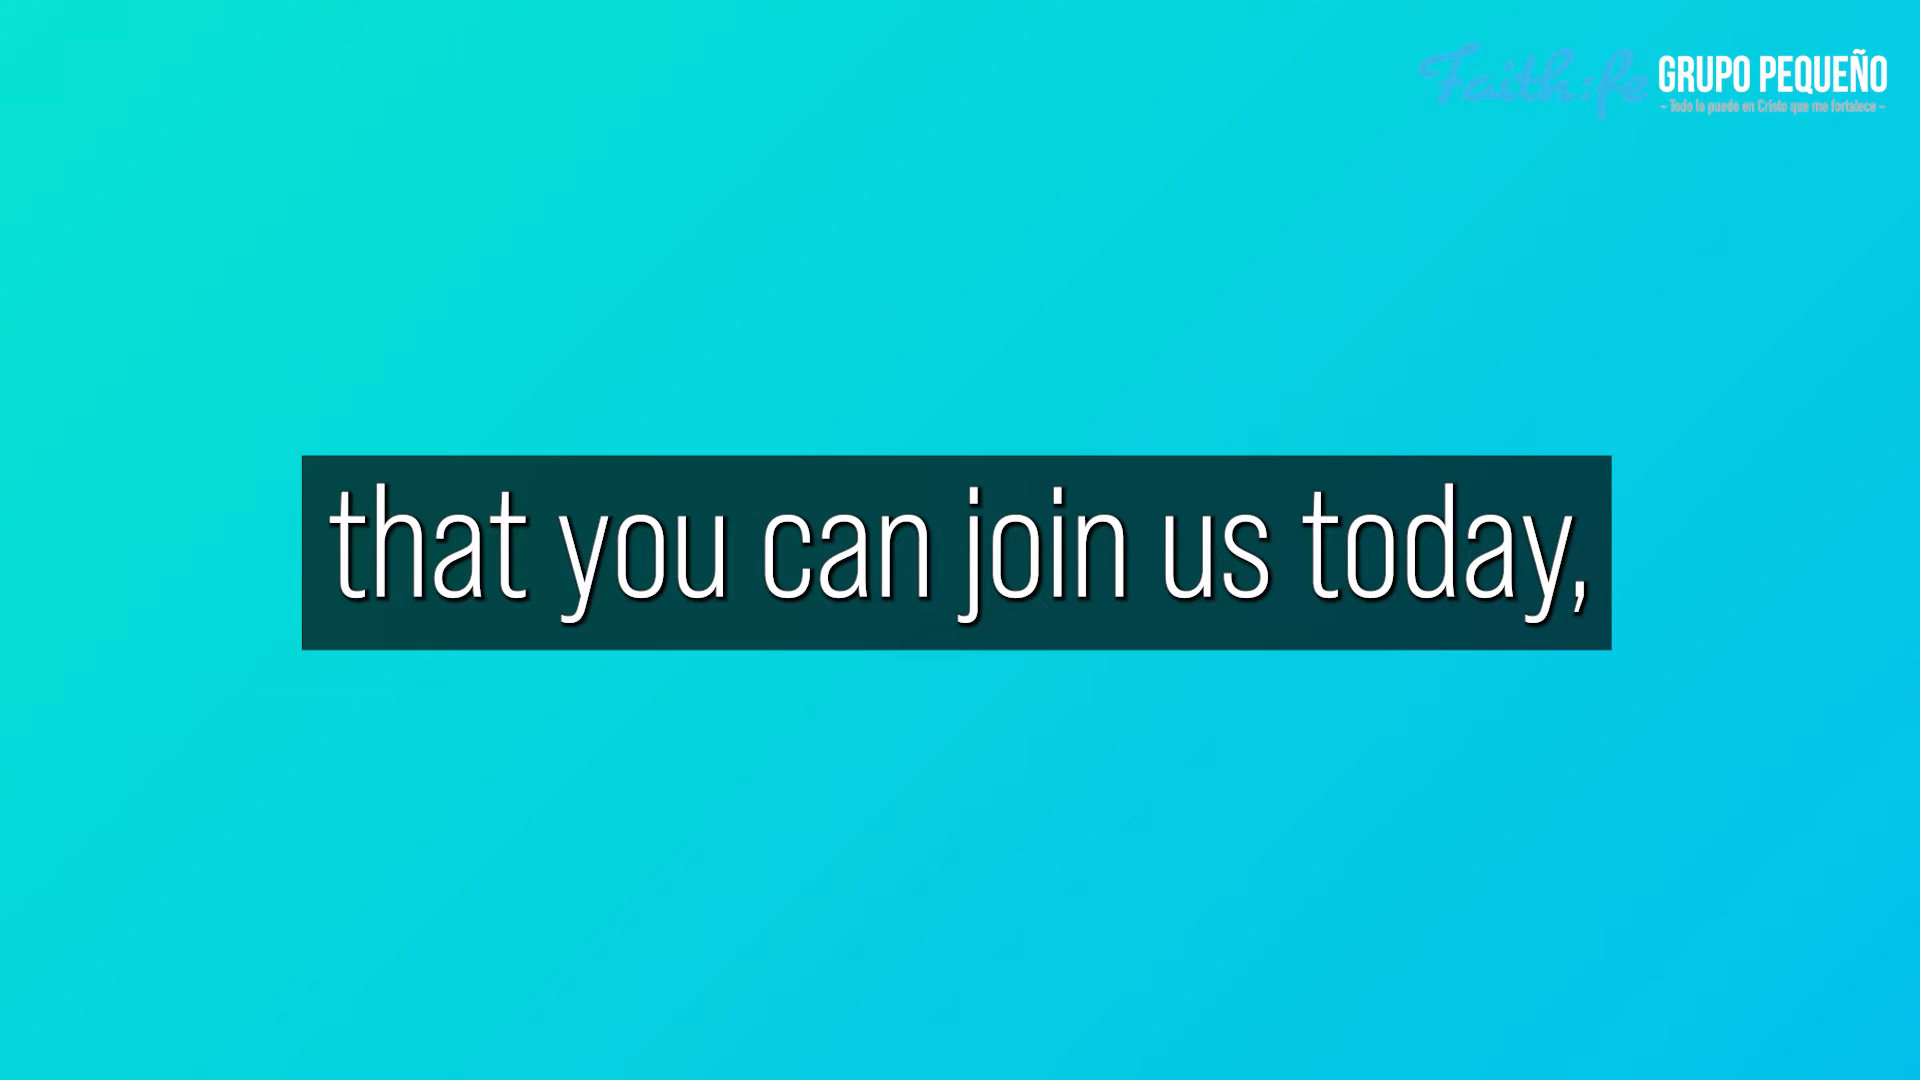 Faith:fe
GRUPO PEQUEÑO
- Todo lo puedo en Cristo que me fortalece -
that you can join us today,